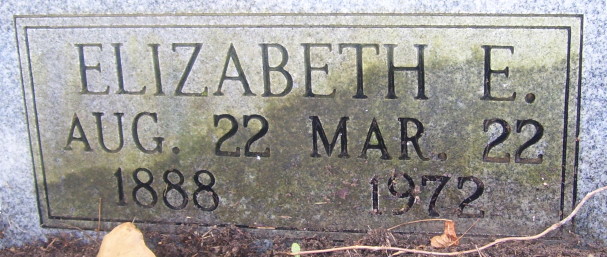 ELIZABETH E.
AUG. 22 MAR. 22
1888 1972